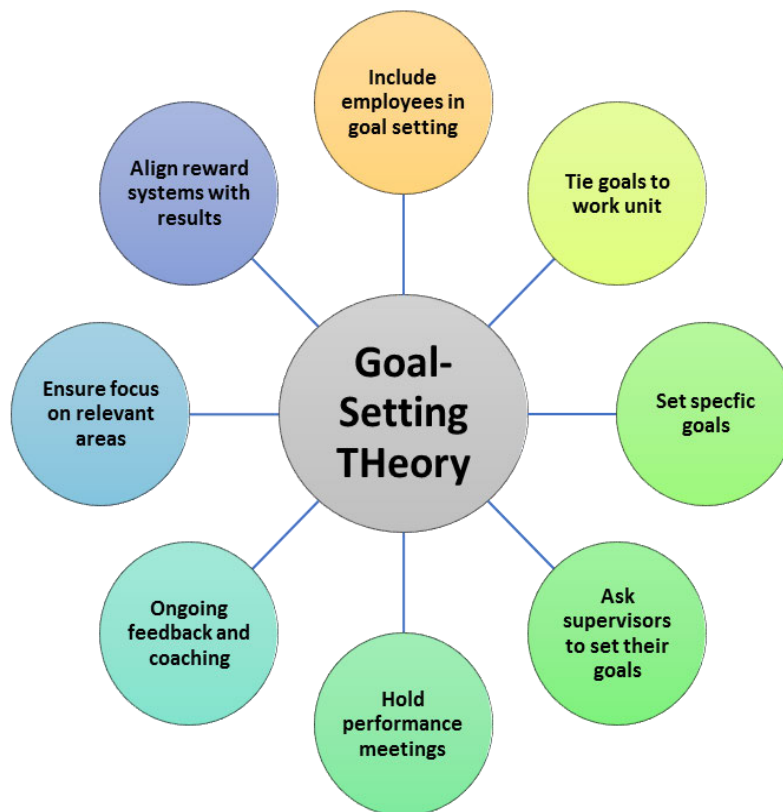 Include
employees in
goal setting
Align reward
systems with
results
Tie goals to
work unit
Goal-
Setting
THeory
Ensure focus
on relevant
areas
Set specfic
goals
Ongoing
feedback and
coaching
Ask
supervisors
to set their
goals
Hold
performance
meetings